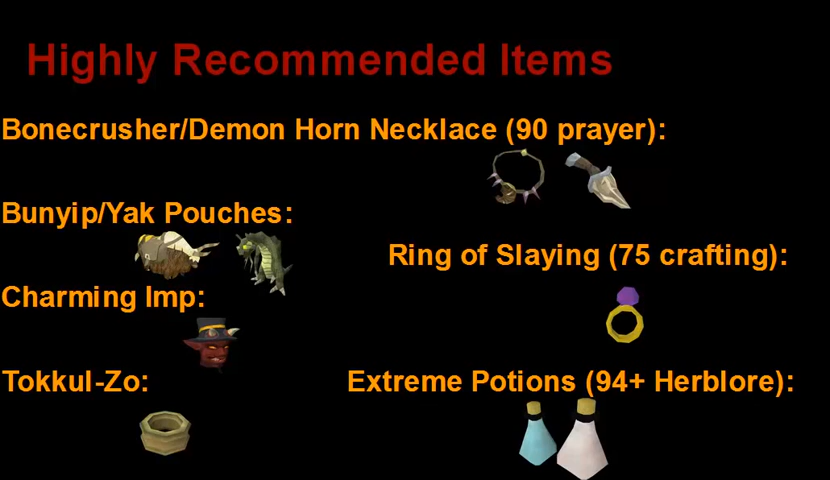 Highly Recommended Items
Bonecrusher/Demon Horn Necklace (90 prayer):
Bunyip/Yak Pouches:
Ring of Slaying (75 crafting):
Charming Imp:
Tokkul-Zo:
Extreme Potions (94+ Herblore):